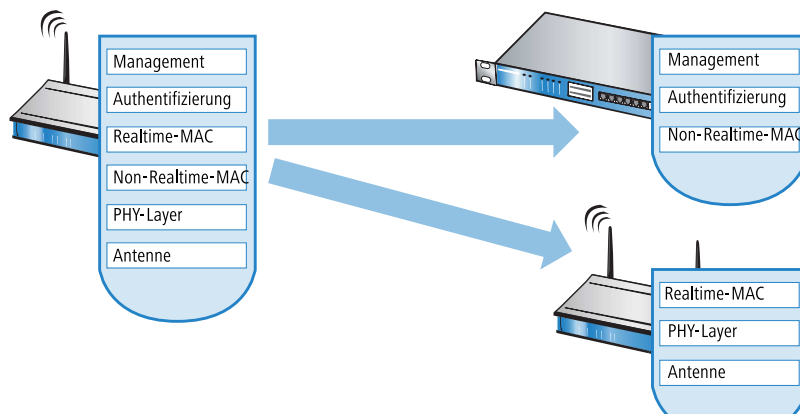 Management
Authentifizierung
Realtime-MAC
Non-Realtime-MAC
PHY-Layer
Antenne
Management
Authentifizierung
Non-Realtime-MAC
Realtime-MAC
PHY-Layer
Antenne